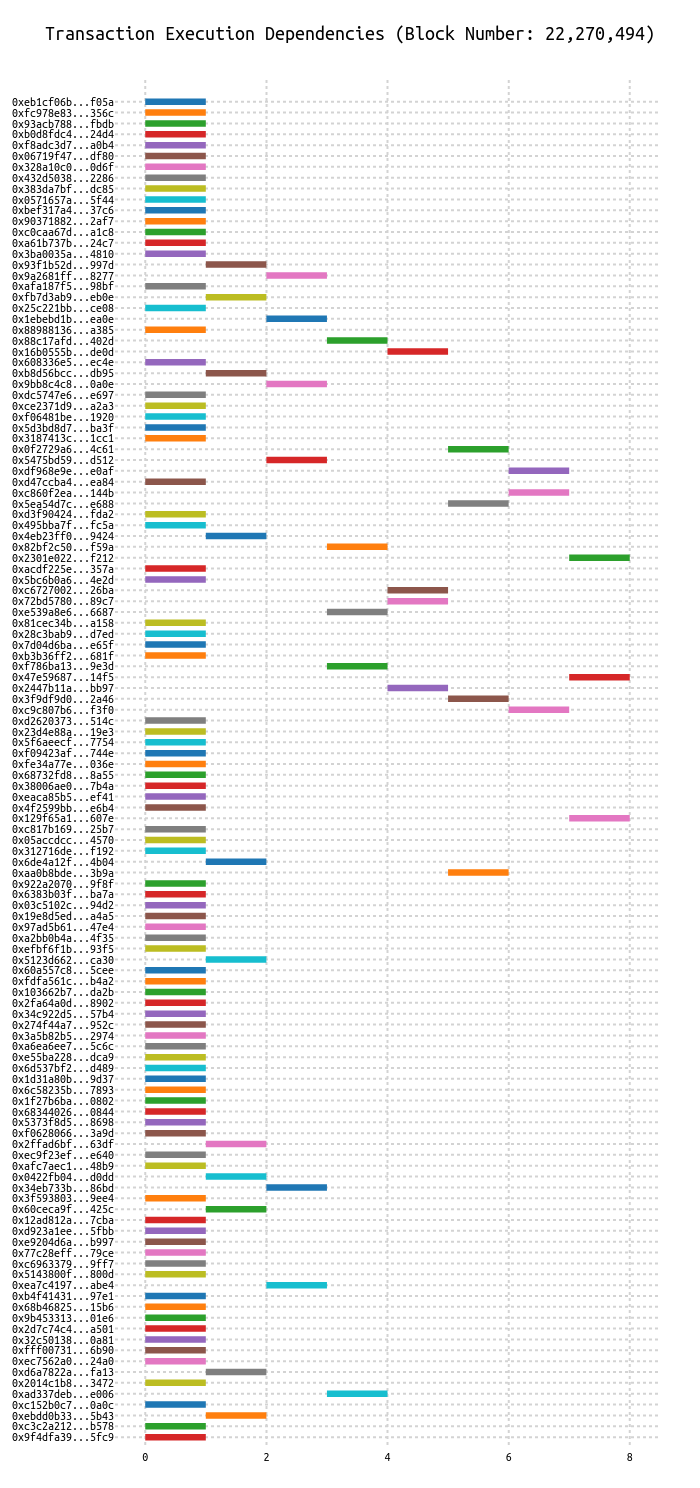 Transaction Execution Dependencies (Block Number: 22,270,494)
0xeb1cf06b...f05a
0xfc978e83...356c
0x93acb788...fbdb
0xb0d8fdc4...24d4
0xf8adc3d7...a0b4
0x06719f47...df80
0x328a10c0...0d6f
0x432d5038...2286
0x383da7bf...dc85
0x0571657a...5f44
0xbef317a4...37c6
0x90371882...2af7
0xc0caa67d...a1c8
0xa61b737b...24c7
0x3ba0035a...4810
0x93f1b52d...997d
0x9a2681ff...8277
0xafa187f5...98bf
0xfb7d3ab9...eb0e
0x25c221bb...ce08
0x1ebebd1b...ea0e
0x88988136...a385
0x88c17afd...402d
0x16b0555b...de0d
0x608336e5...ec4e
0xb8d56bcc...db95
0x9bb8c4c8...0a0e
0xdc5747e6...e697
0xce2371d9...a2a3
0xf06481be...1920
0x5d3bd8d7...ba3f
0x3187413c...1cc1
0x0f2729a6...4c61
0x5475bd59...d512
0xdf968e9e...e0af
0xd47ccba4...ea84
0xc860f2ea...144b
0x5ea54d7c...e688
0xd3f90424...fda2
0x495bba7f...fc5a
0x4eb23ff0...9424
0x82bf2c50...f59a
0x2301e022...f212
0xacdf225e...357a
0x5bc6b0a6...4e2d
0xc6727002...26ba
0x72bd5780...89c7
0xe539a8e6...6687
0x81cec34b...a158
0x28c3bab9...d7ed
0x7d04d6ba...e65f
0xb3b36ff2...681f
0xf786ba13...9e3d
0x47e59687...14f5
0x2447b11a...bb97
0x3f9df9d0...2a46
0xc9c807b6...f3f0
0xd2620373...514c
0x23d4e88a...19e3
0x5f6aeecf...7754
0xf09423af...744e
0xfe34a77e...036e
0x68732fd8...8a55
0x38006ae0...7b4a
0xeaca85b5...ef41
0x4f2599bb...e6b4
0x129f65a1...607e
0xc817b169...25b7
0x05accdcc...4570
0x312716de...f192
0x6de4a12f...4b04
0xaa0b8bde...3b9a
0x922a2070...9f8f
0x6383b03f...ba7a
0x03c5102c...94d2
0x19e8d5ed...a4a5
0x97ad5b61...47e4
0xa2bb0b4a...4f35
0xefbf6f1b...93f5
0x5123d662...ca30
0x60a557c8...5cee
0xfdfa561c...b4a2
0x103662b7...da2b
0x2fa64a0d...8902
0x34c922d5...57b4
0x274f44a7...952c
0x3a5b82b5...2974
0xa6ea6ee7...5c6c
0xe55ba228...dca9
0x6d537bf2...d489
0x1d31a80b...9d37
0x6c58235b...7893
0x1f27b6ba...0802
0x68344026...0844
0x5373f8d5...8698
0xf0628066...3a9d
0x2ffad6bf...63df
0xec9f23ef...e640
0xafc7aec1...48b9
0x0422fb04...d0dd
0x34eb733b...86bd
0x3f593803...9ee4
0x60ceca9f...425c
0x12ad812a...7cba
0xd923a1ee...5fbb
0xe9204d6a...b997
0x77c28eff...79ce
0xc6963379...9ff7
0x5143800f...800d
0xea7c4197...abe4
0xb4f41431...97e1
0x68b46825...15b6
0x9b453313...01e6
0x2d7c74c4...a501
0x32c50138...0a81
0xfff00731...6b90
0xec7562a0...24a0
0xd6a7822a...fa13
0x2014c1b8...3472
0xad337deb...e006
0xc152b0c7...0a0c
0xebdd0b33...5b43
0xc3c2a212...b578
0x9f4dfa39...5fc9
0 2 4 6 8